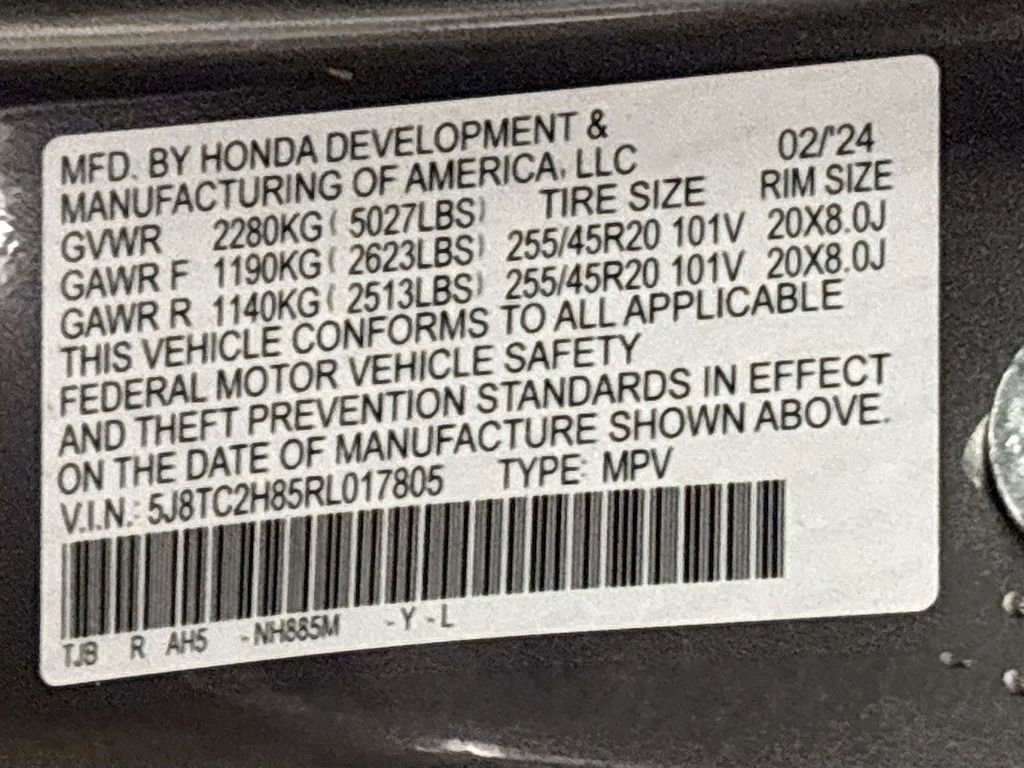 MFD. BY HONDA DEVELOPMENT &
MANUFACTURING OF AMERICA, LLC 02/'24
GVWR 2280KG ( 5027LBS) TIRE SIZE RIM SIZE
GAWR F 1190KG ( 2623LBS) 255/45R20 101V 20X8.0J
GAWR R 1140KG ( 2513LBS) 255/45R20 101V 20X8.0J
THIS VEHICLE CONFORMS TO ALL APPLICABLE
FEDERAL MOTOR VEHICLE SAFETY
AND THEFT PREVENTION STANDARDS IN EFFECT
ON THE DATE OF MANUFACTURE SHOWN ABOVE.
V.I.N.: 5J8TC2H85RL017805 TYPE: MPV
TJB R AH5 -NH885M -Y -L